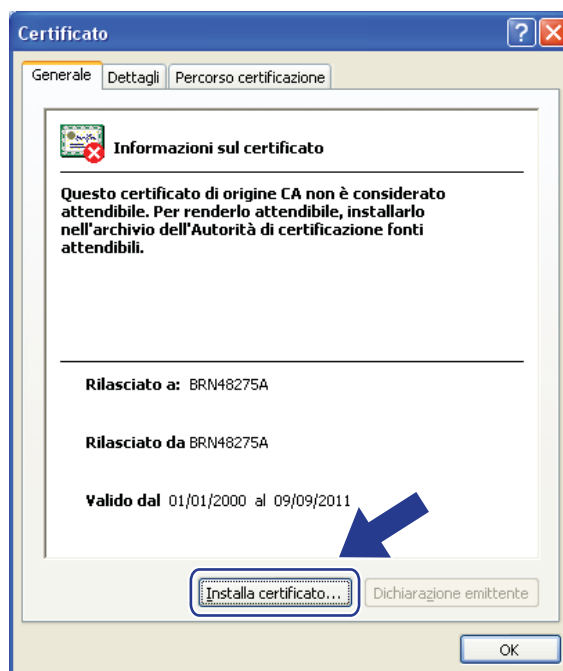 Certificato
Generale Dettagli Percorso certificazione
Informazioni sul certificato
Questo certificato di origine CA non è considerato
attendibile. Per renderlo attendibile, installarlo
nell'archivio dell'Autorità di certificazione fonti
attendibili.
Rilasciato a: BRN48275A
Rilasciato da BRN48275A
Valido dal 01/01/2000 al 09/09/2011
Installa certificato... Dichiarazione emittente
OK